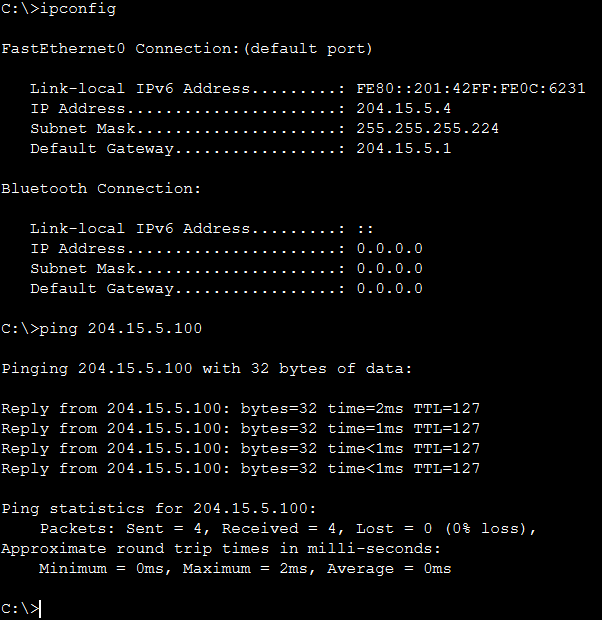 C:\>ipconfig
FastEthernet0 Connection:(default port)
Link-local IPv6 Address.........: FE80::201:42FF:FE0C:6231
IP Address......................: 204.15.5.4
Subnet Mask.....................: 255.255.255.224
Default Gateway.................: 204.15.5.1
Bluetooth Connection:
Link-local IPv6 Address.........: ::
IP Address......................: 0.0.0.0
Subnet Mask.....................: 0.0.0.0
Default Gateway.................: 0.0.0.0
C:\>ping 204.15.5.100
Pinging 204.15.5.100 with 32 bytes of data:
Reply from 204.15.5.100: bytes=32 time=2ms TTL=127
Reply from 204.15.5.100: bytes=32 time=1ms TTL=127
Reply from 204.15.5.100: bytes=32 time<1ms TTL=127
Reply from 204.15.5.100: bytes=32 time<1ms TTL=127
Ping statistics for 204.15.5.100:
Packets: Sent = 4, Received = 4, Lost = 0 (0% loss),
Approximate round trip times in milli-seconds:
Minimum = 0ms, Maximum = 2ms, Average = 0ms
C:\>